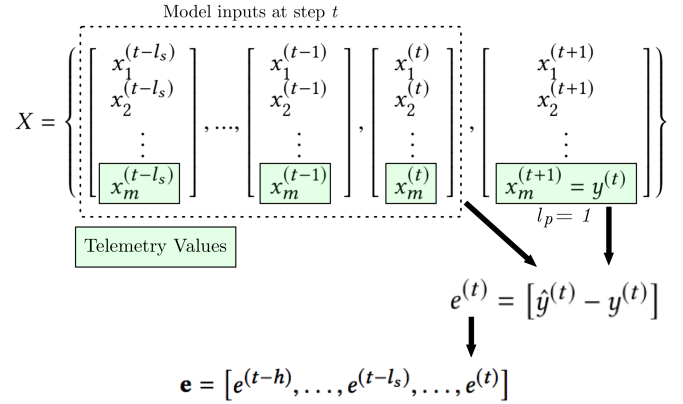 Model inputs at step t
X = { [x_1^(t-l_s) x_2^(t-l_s) ⋮ x_m^(t-l_s)] , ..., [x_1^(t-1) x_2^(t-1) ⋮ x_m^(t-1)] , [x_1^(t) x_2^(t) ⋮ x_m^(t)] , [x_1^(t+1) x_2^(t+1) ⋮ x_m^(t+1) = y^(t)] }
l_p = 1
Telemetry Values
e^(t) = [ŷ^(t) − y^(t)]
e = [e^(t-h), . . . , e^(t-l_s), . . . , e^(t)]